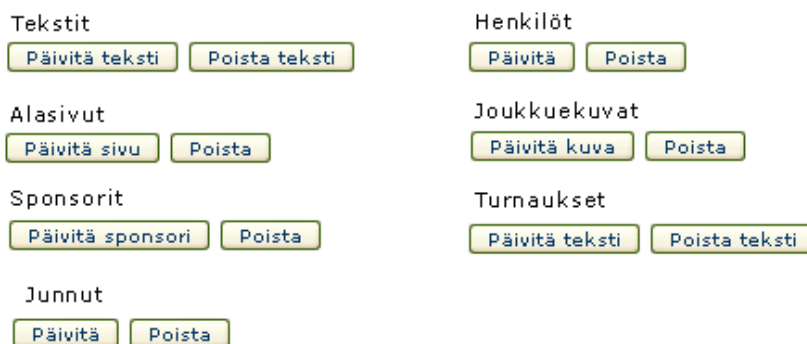 Tekstit
Päivitä teksti Poista teksti
Alasivut
Päivitä sivu Poista
Sponsorit
Päivitä sponsori Poista
Junnut
Päivitä Poista
Henkilöt
Päivitä Poista
Joukkuekuvat
Päivitä kuva Poista
Turnaukset
Päivitä teksti Poista teksti